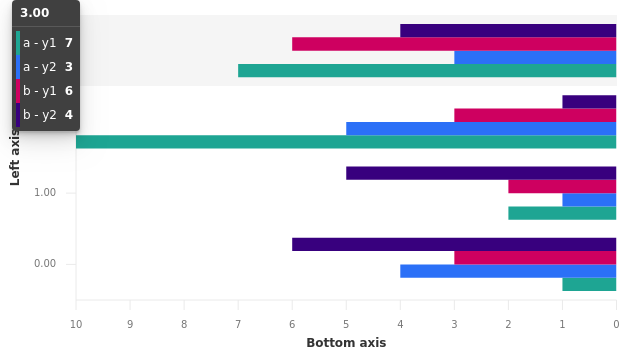 3.00
a - y1 7
a - y2 3
b - y1 6
b - y2 4
Left axis
1.00
0.00
10 9 8 7 6 5 4 3 2 1 0
Bottom axis